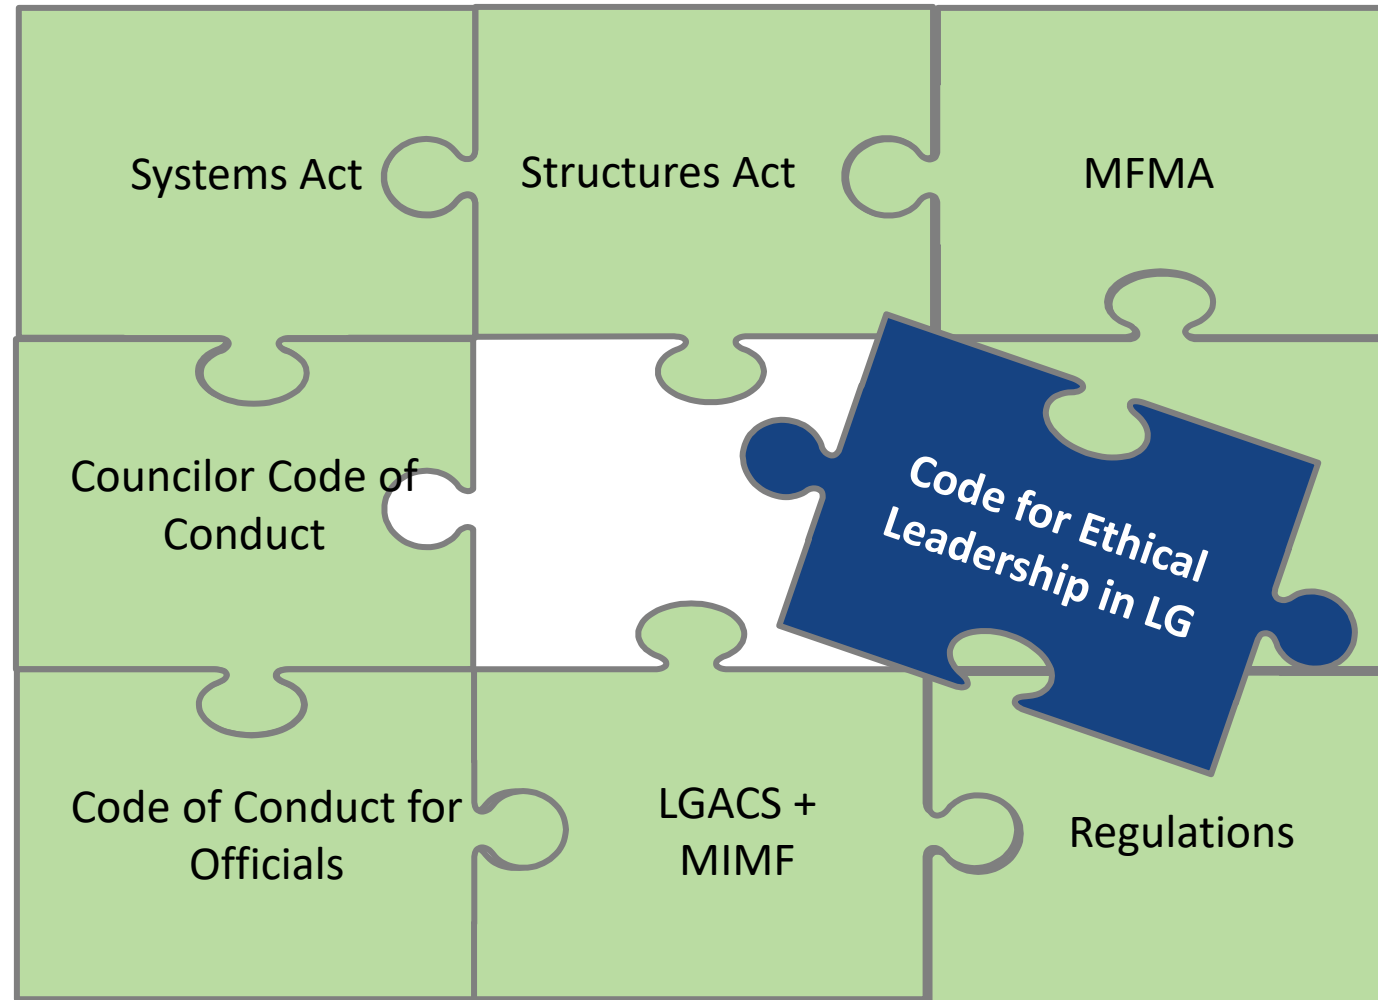 Systems Act
Structures Act
MFMA
Councilor Code of
Conduct
Code for Ethical
Leadership in LG
Code of Conduct for
Officials
LGACS +
MIMF
Regulations